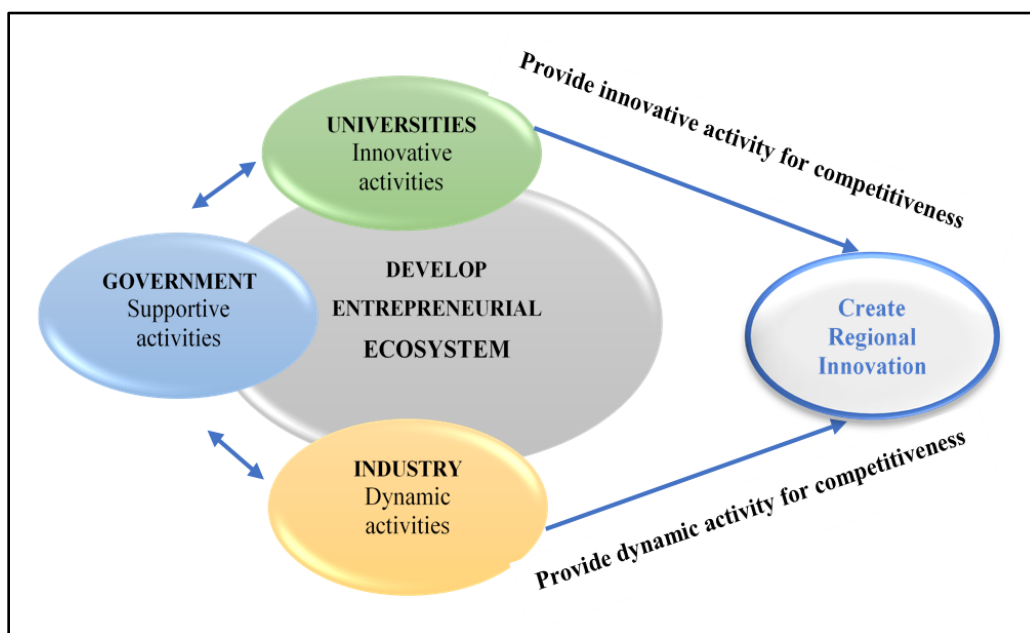 Provide innovative activity for competitiveness
UNIVERSITIES
Innovative
activities
GOVERNMENT
Supportive
activities
DEVELOP
ENTREPRENEURIAL
ECOSYSTEM
Create
Regional
Innovation
INDUSTRY
Dynamic
activities
Provide dynamic activity for competitiveness